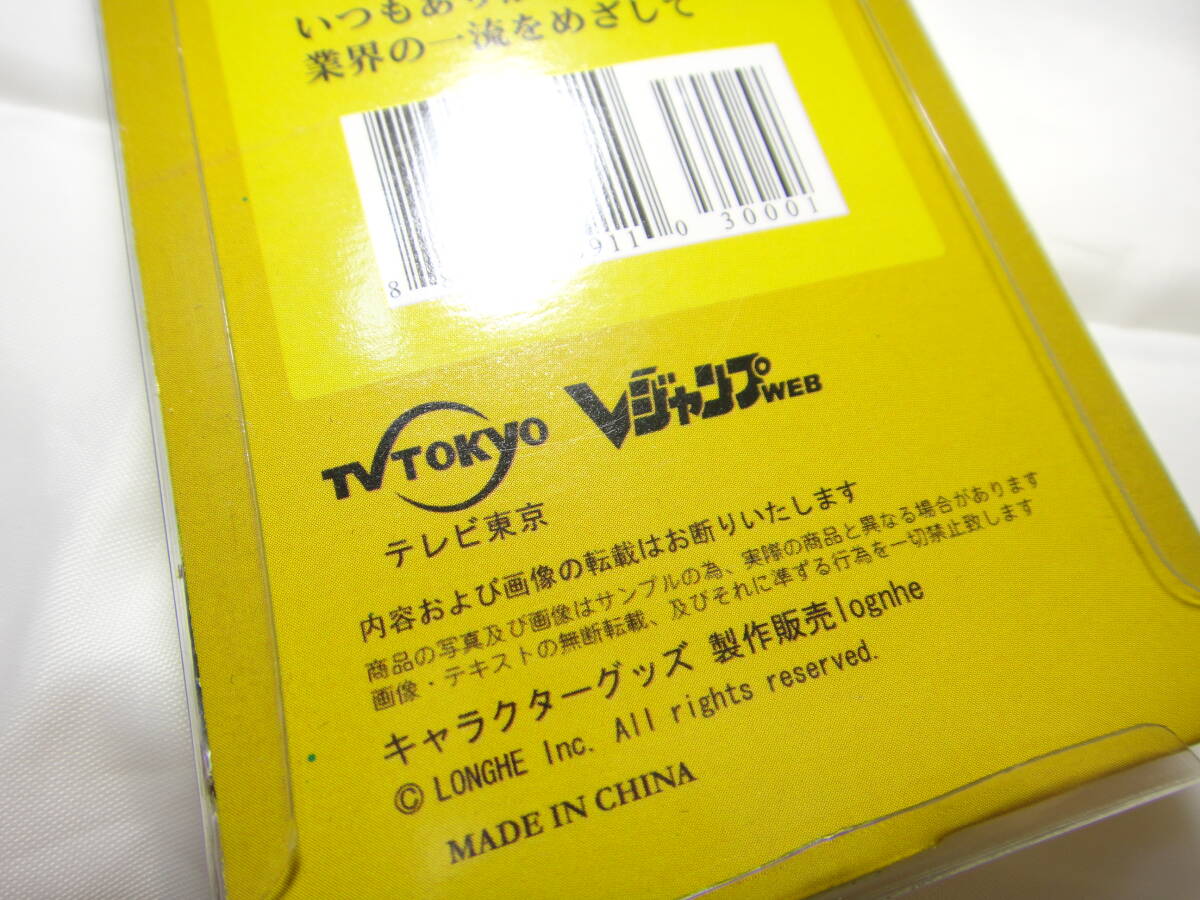 いつもあり
業界の一流をめざして
8 911 0 30001
TV TOKYO
Vジャンプ WEB
テレビ東京
内容および画像の転載はお断りいたします
商品の写真及び画像はサンプルの為、実際の商品と異なる場合があります
画像・テキストの無断転載、及びそれに準ずる行為を一切禁止致します
キャラクターグッズ 製作販売lognhe
© LONGHE Inc. All rights reserved.
MADE IN CHINA